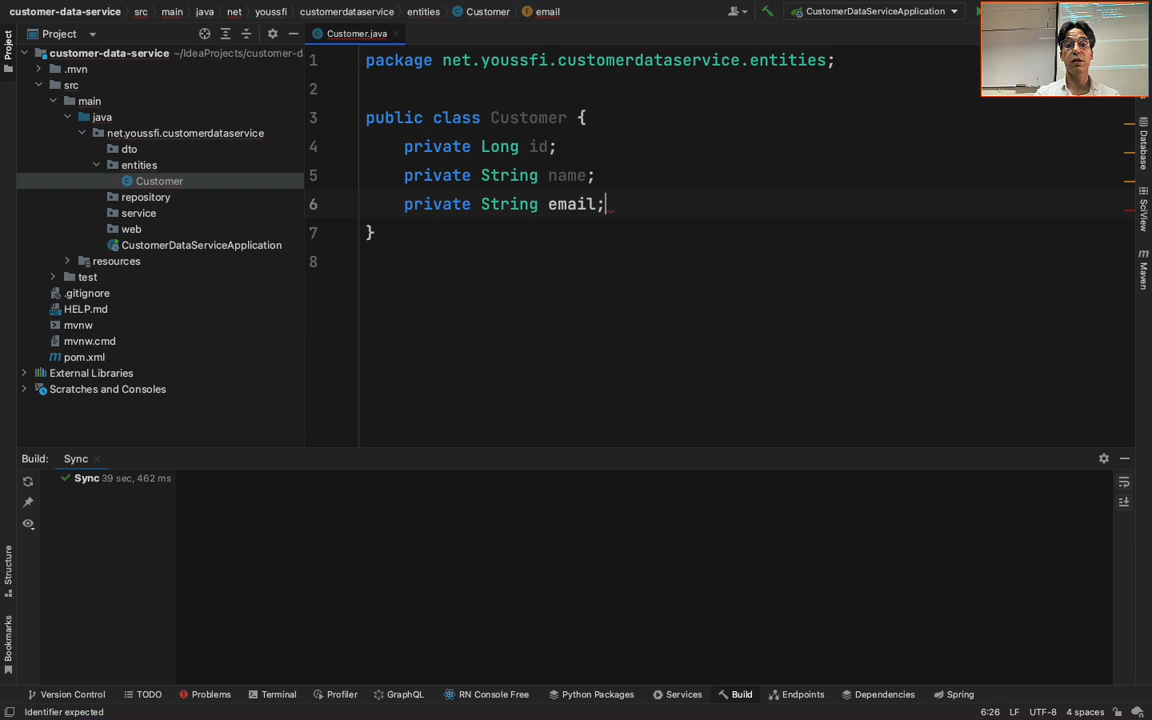 customer-data-service src main java net youssfi customerdataservice entities Customer email
CustomerDataServiceApplication
Project
Project
Customer.java
customer-data-service ~/IdeaProjects/customer-d
.mvn
src
main
java
net.youssfi.customerdataservice
dto
entities
Customer
repository
service
web
CustomerDataServiceApplication
resources
test
.gitignore
HELP.md
mvnw
mvnw.cmd
pom.xml
External Libraries
Scratches and Consoles
1 package net.youssfi.customerdataservice.entities;
2
3 public class Customer {
4 private Long id;
5 private String name;
6 private String email;
7 }
8
Database
SciView
Maven
Build: Sync
Sync 39 sec, 462 ms
Structure
Bookmarks
Version Control TODO Problems Terminal Profiler GraphQL RN Console Free Python Packages Services Build Endpoints Dependencies Spring
Identifier expected 6:26 LF UTF-8 4 spaces